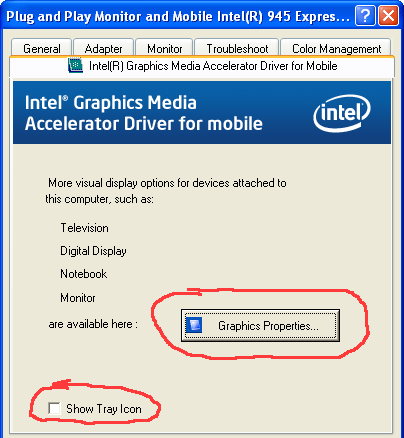 Plug and Play Monitor and Mobile Intel(R) 945 Expres...
General Adapter Monitor Troubleshoot Color Management
Intel(R) Graphics Media Accelerator Driver for Mobile
Intel® Graphics Media
Accelerator Driver for mobile
intel®
More visual display options for devices attached to
this computer, such as:
Television
Digital Display
Notebook
Monitor
are available here :
Graphics Properties...
Show Tray Icon